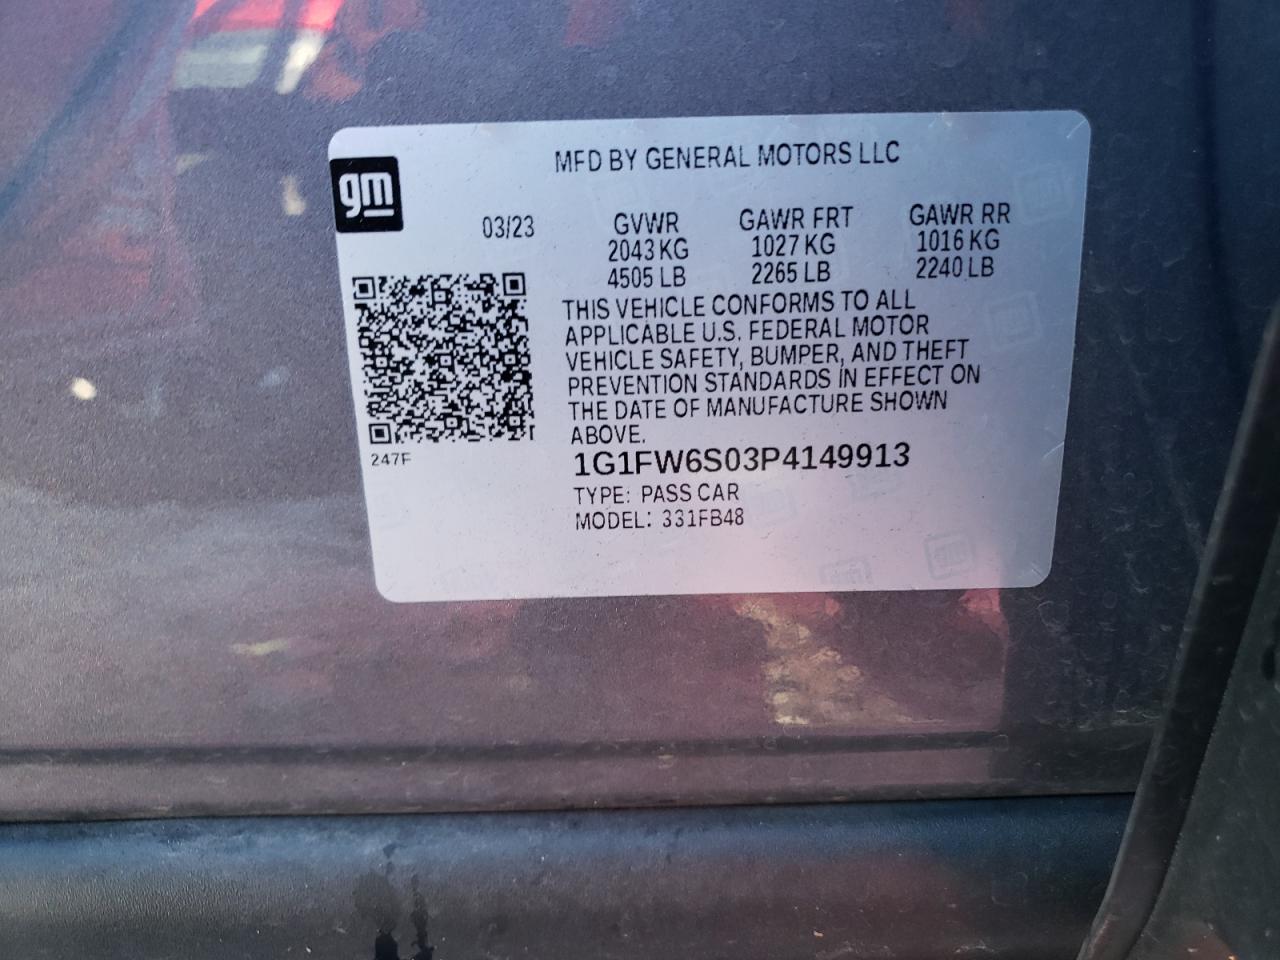 MFD BY GENERAL MOTORS LLC
gm
03/23 GVWR GAWR FRT GAWR RR
2043 KG 1027 KG 1016 KG
4505 LB 2265 LB 2240 LB
THIS VEHICLE CONFORMS TO ALL
APPLICABLE U.S. FEDERAL MOTOR
VEHICLE SAFETY, BUMPER, AND THEFT
PREVENTION STANDARDS IN EFFECT ON
THE DATE OF MANUFACTURE SHOWN
ABOVE.
247F
1G1FW6S03P4149913
TYPE: PASS CAR
MODEL: 331FB48